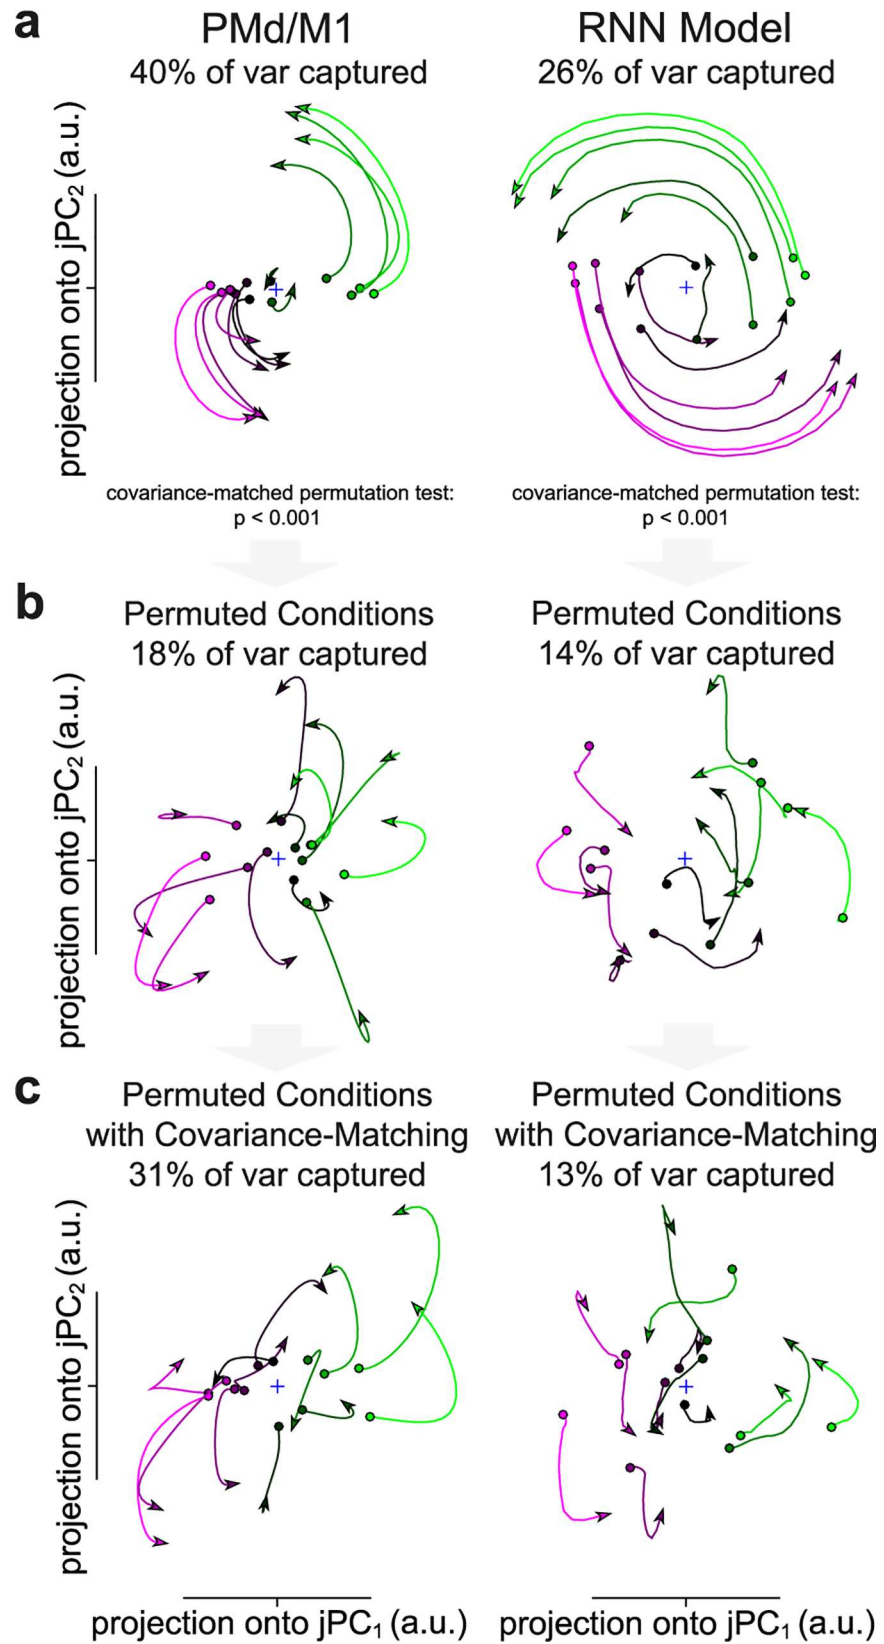 a
PMd/M1
40% of var captured
RNN Model
26% of var captured
projection onto jPC₂ (a.u.)
covariance-matched permutation test:
p < 0.001
covariance-matched permutation test:
p < 0.001
b
Permuted Conditions
18% of var captured
Permuted Conditions
14% of var captured
projection onto jPC₂ (a.u.)
c
Permuted Conditions
with Covariance-Matching
31% of var captured
Permuted Conditions
with Covariance-Matching
13% of var captured
projection onto jPC₂ (a.u.)
projection onto jPC₁ (a.u.)
projection onto jPC₁ (a.u.)